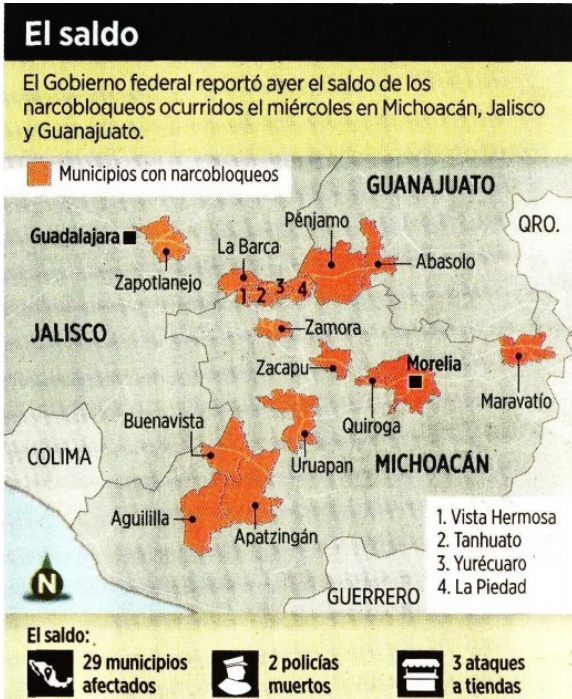 El saldo
El Gobierno federal reportó ayer el saldo de los
narcobloqueos ocurridos el miércoles en Michoacán, Jalisco
y Guanajuato.
Municipios con narcobloqueos
GUANAJUATO
QRO.
Pénjamo
Guadalajara
La Barca
Abasolo
Zapotlanejo
1 2 3 4
JALISCO
Zamora
Zacapu
Morelia
Maravatío
Quiroga
Buenavista
Uruapan
COLIMA
MICHOACÁN
Aguililla
Apatzingán
1. Vista Hermosa
2. Tanhuato
3. Yurécuaro
4. La Piedad
N
GUERRERO
El saldo:
29 municipios
afectados
2 policías
muertos
3 ataques
a tiendas